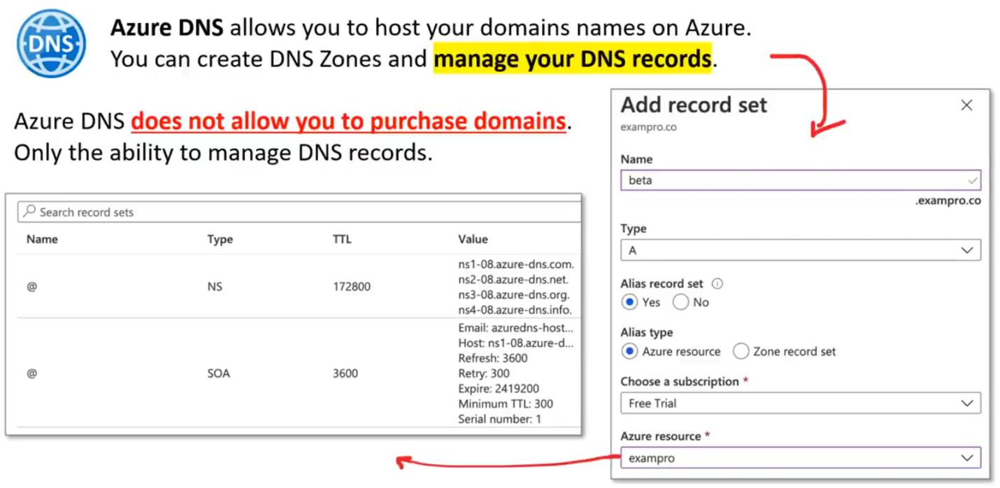 DNS
Azure DNS allows you to host your domains names on Azure.
You can create DNS Zones and manage your DNS records.
Azure DNS does not allow you to purchase domains.
Only the ability to manage DNS records.
Search record sets
Name Type TTL Value
@ NS 172800
ns1-08.azure-dns.com.
ns2-08.azure-dns.net.
ns3-08.azure-dns.org.
ns4-08.azure-dns.info.
@ SOA 3600
Email: azuredns-host...
Host: ns1-08.azure-d...
Refresh: 3600
Retry: 300
Expire: 2419200
Minimum TTL: 300
Serial number: 1
Add record set
exampro.co
Name
beta
.exampro.co
Type
A
Alias record set
Yes No
Alias type
Azure resource Zone record set
Choose a subscription *
Free Trial
Azure resource *
exampro